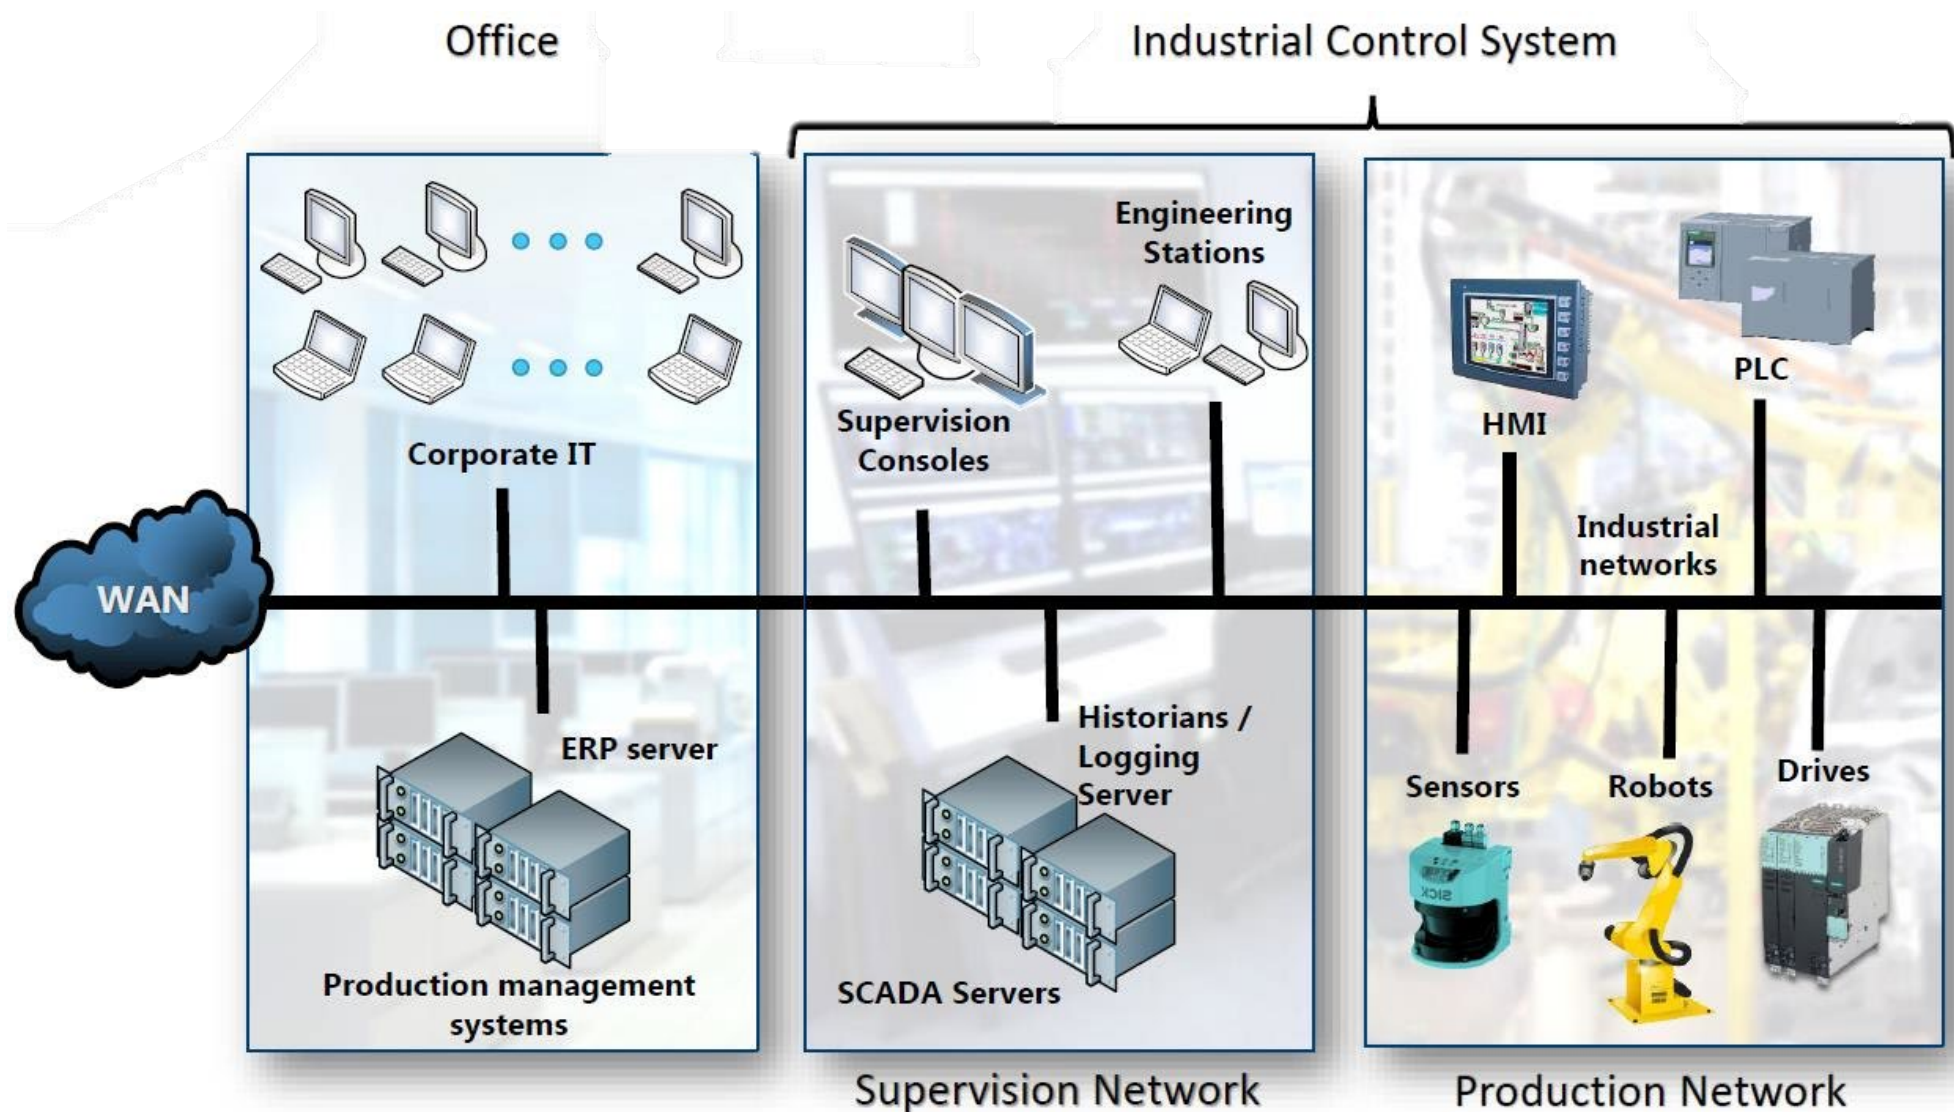 Office
Industrial Control System
Corporate IT
WAN
ERP server
Production management
systems
Engineering
Stations
Supervision
Consoles
Historians /
Logging
Server
SCADA Servers
Supervision Network
HMI
PLC
Industrial
networks
Sensors
Robots
Drives
SICK
Production Network